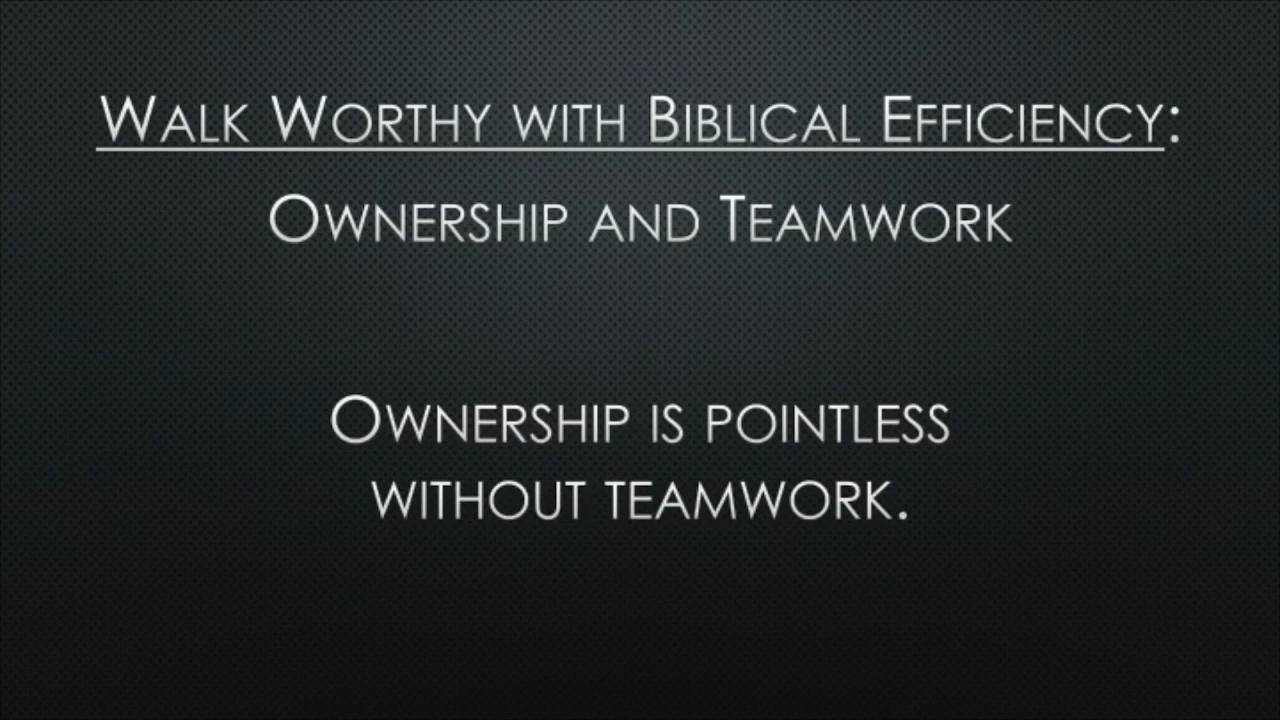 Walk Worthy with Biblical Efficiency:
Ownership and Teamwork
Ownership is pointless
without teamwork.